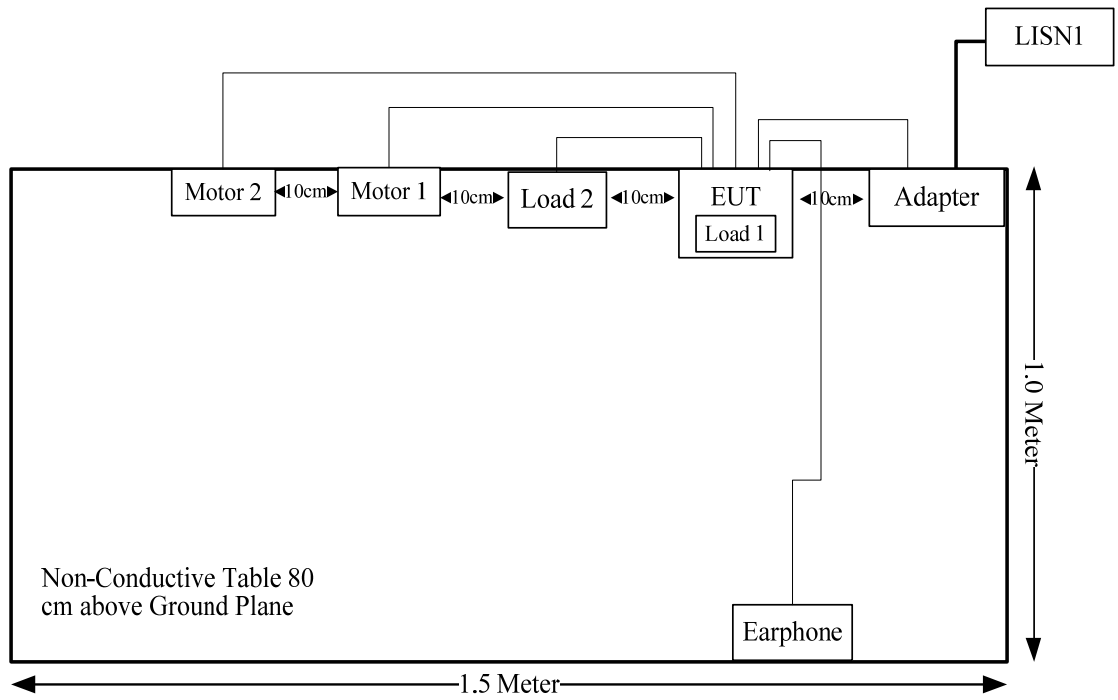 LISN1
Motor 2
10cm
Motor 1
10cm
Load 2
10cm
EUT
Load 1
10cm
Adapter
1.0 Meter
Non-Conductive Table 80
cm above Ground Plane
Earphone
1.5 Meter